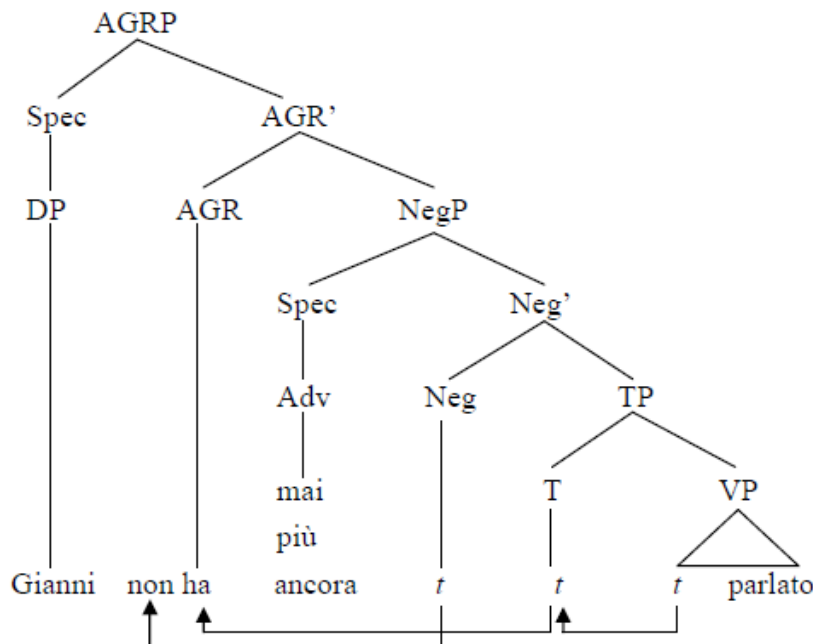 AGRP
Spec AGR’
DP AGR NegP
Spec Neg’
Adv Neg TP
mai T VP
più
Gianni non ha ancora t t t parlato